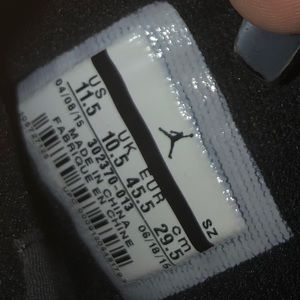 US UK EUR cm SZ
11.5 10.5 45.5 29.5
04/08/15 302370-013 06/18/15
MADE IN CHINA
FABRIQUE EN CHINE